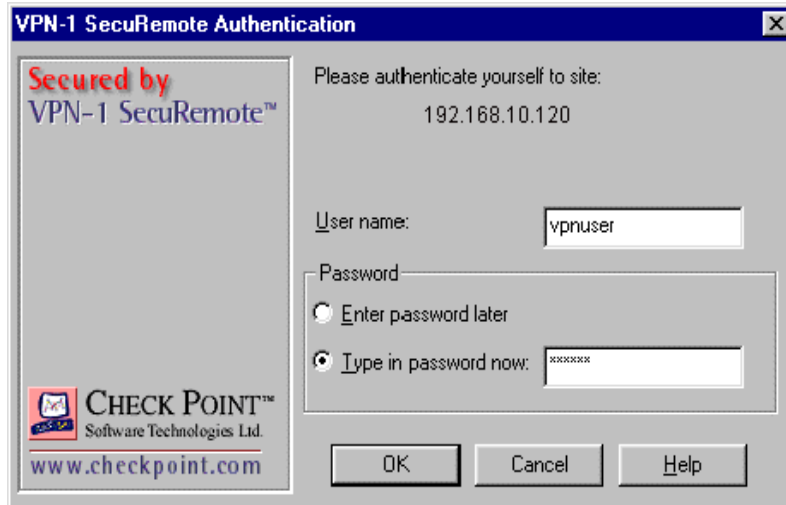 VPN-1 SecuRemote Authentication
Secured by
VPN-1 SecuRemote™
Please authenticate yourself to site:
192.168.10.120
User name:
vpnuser
Password
Enter password later
Type in password now:
xxxxxx
CHECK POINT™
Software Technologies Ltd.
www.checkpoint.com
OK
Cancel
Help